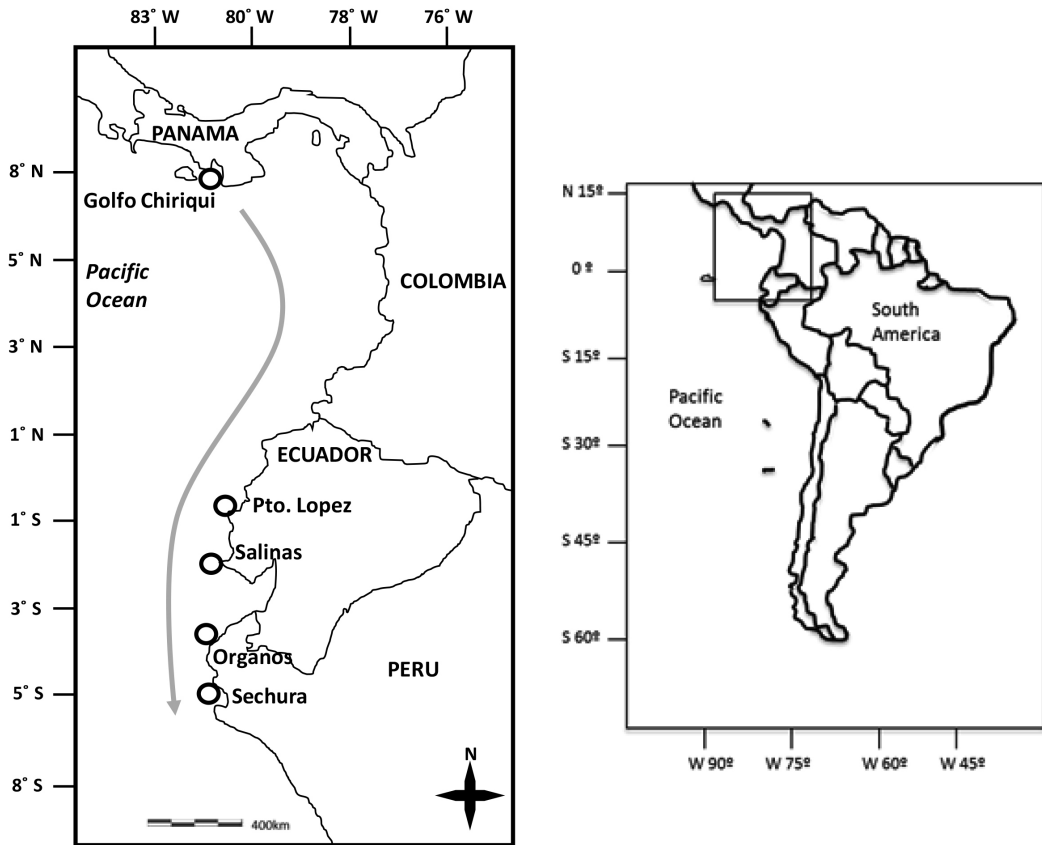 83° W
80° W
78° W
76° W
PANAMA
8° N
Golfo Chiriqui
5° N
Pacific
Ocean
COLOMBIA
3° N
1° N
ECUADOR
Pto. Lopez
1° S
Salinas
3° S
Organos
PERU
5° S
Sechura
N
8° S
400km
N 15º
0 º
South
America
S 15º
Pacific
Ocean
S 30º
S 45º
S 60º
W 90º
W 75º
W 60º
W 45º